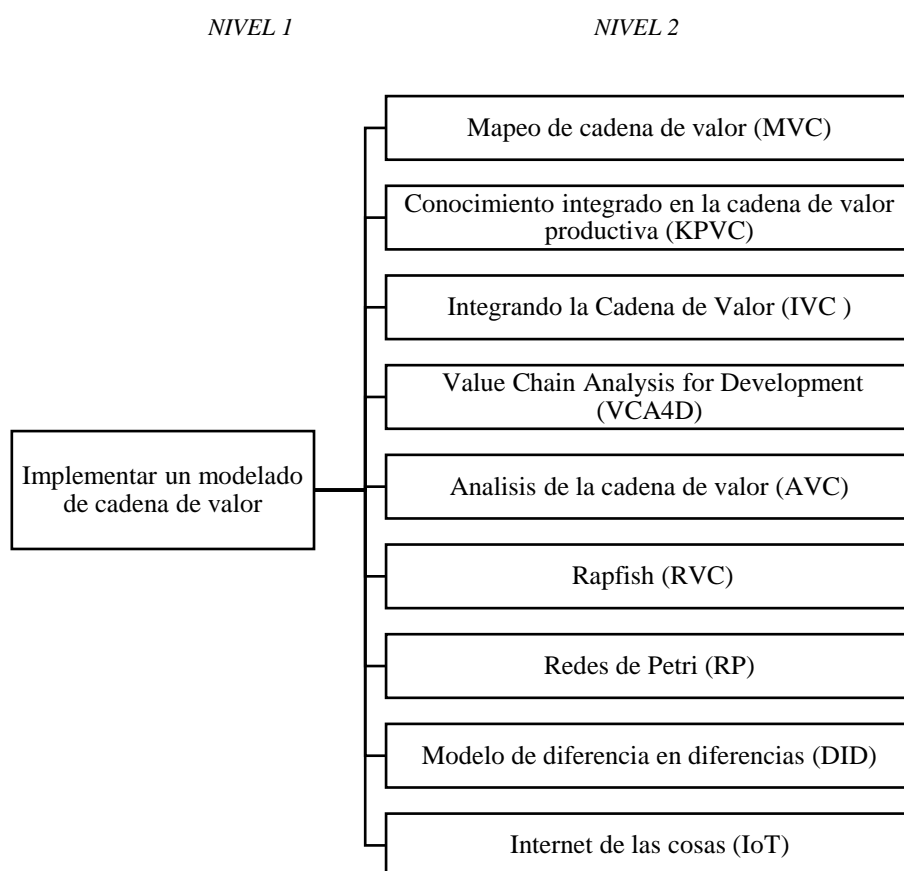 NIVEL 1
NIVEL 2
Mapeo de cadena de valor (MVC)
Conocimiento integrado en la cadena de valor
productiva (KPVC)
Integrando la Cadena de Valor (IVC )
Value Chain Analysis for Development
(VCA4D)
Implementar un modelado
de cadena de valor
Analisis de la cadena de valor (AVC)
Rapfish (RVC)
Redes de Petri (RP)
Modelo de diferencia en diferencias (DID)
Internet de las cosas (IoT)